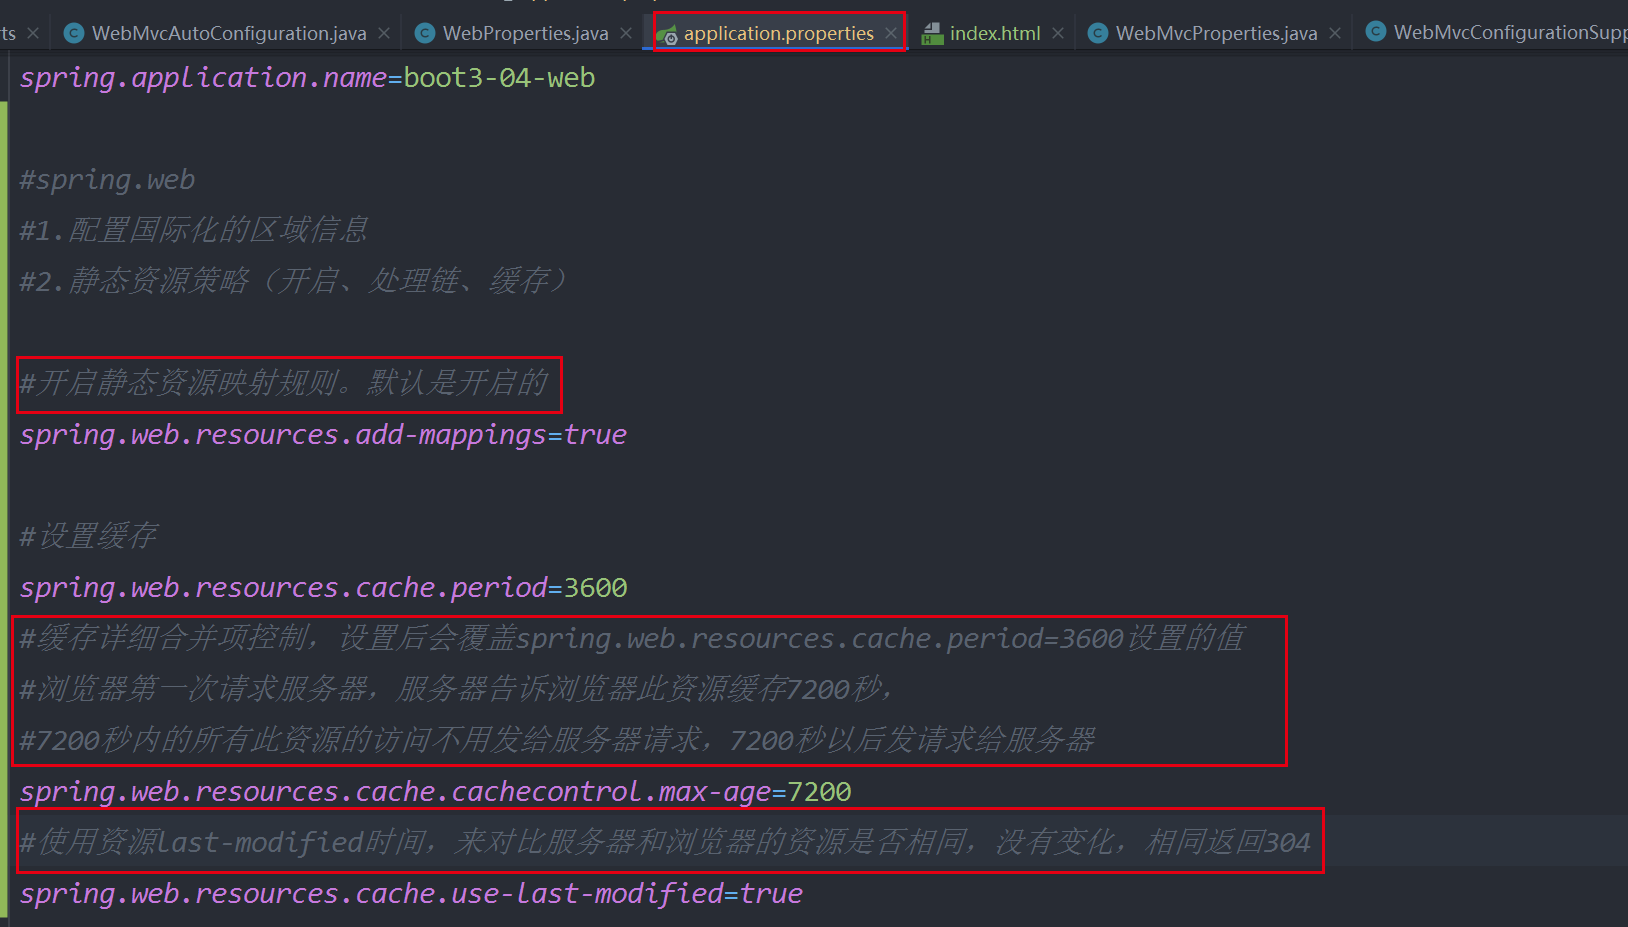 ts WebMvcAutoConfiguration.java WebProperties.java application.properties index.html WebMvcProperties.java WebMvcConfigurationSupp
spring.application.name=boot3-04-web
#spring.web
#1.配置国际化的区域信息
#2.静态资源策略（开启、处理链、缓存）
#开启静态资源映射规则。默认是开启的
spring.web.resources.add-mappings=true
#设置缓存
spring.web.resources.cache.period=3600
#缓存详细合并项控制，设置后会覆盖spring.web.resources.cache.period=3600设置的值
#浏览器第一次请求服务器，服务器告诉浏览器此资源缓存7200秒，
#7200秒内的所有此资源的访问不用发给服务器请求，7200秒以后发请求给服务器
spring.web.resources.cache.cachecontrol.max-age=7200
#使用资源last-modified时间，来对比服务器和浏览器的资源是否相同，没有变化，相同返回304
spring.web.resources.cache.use-last-modified=true